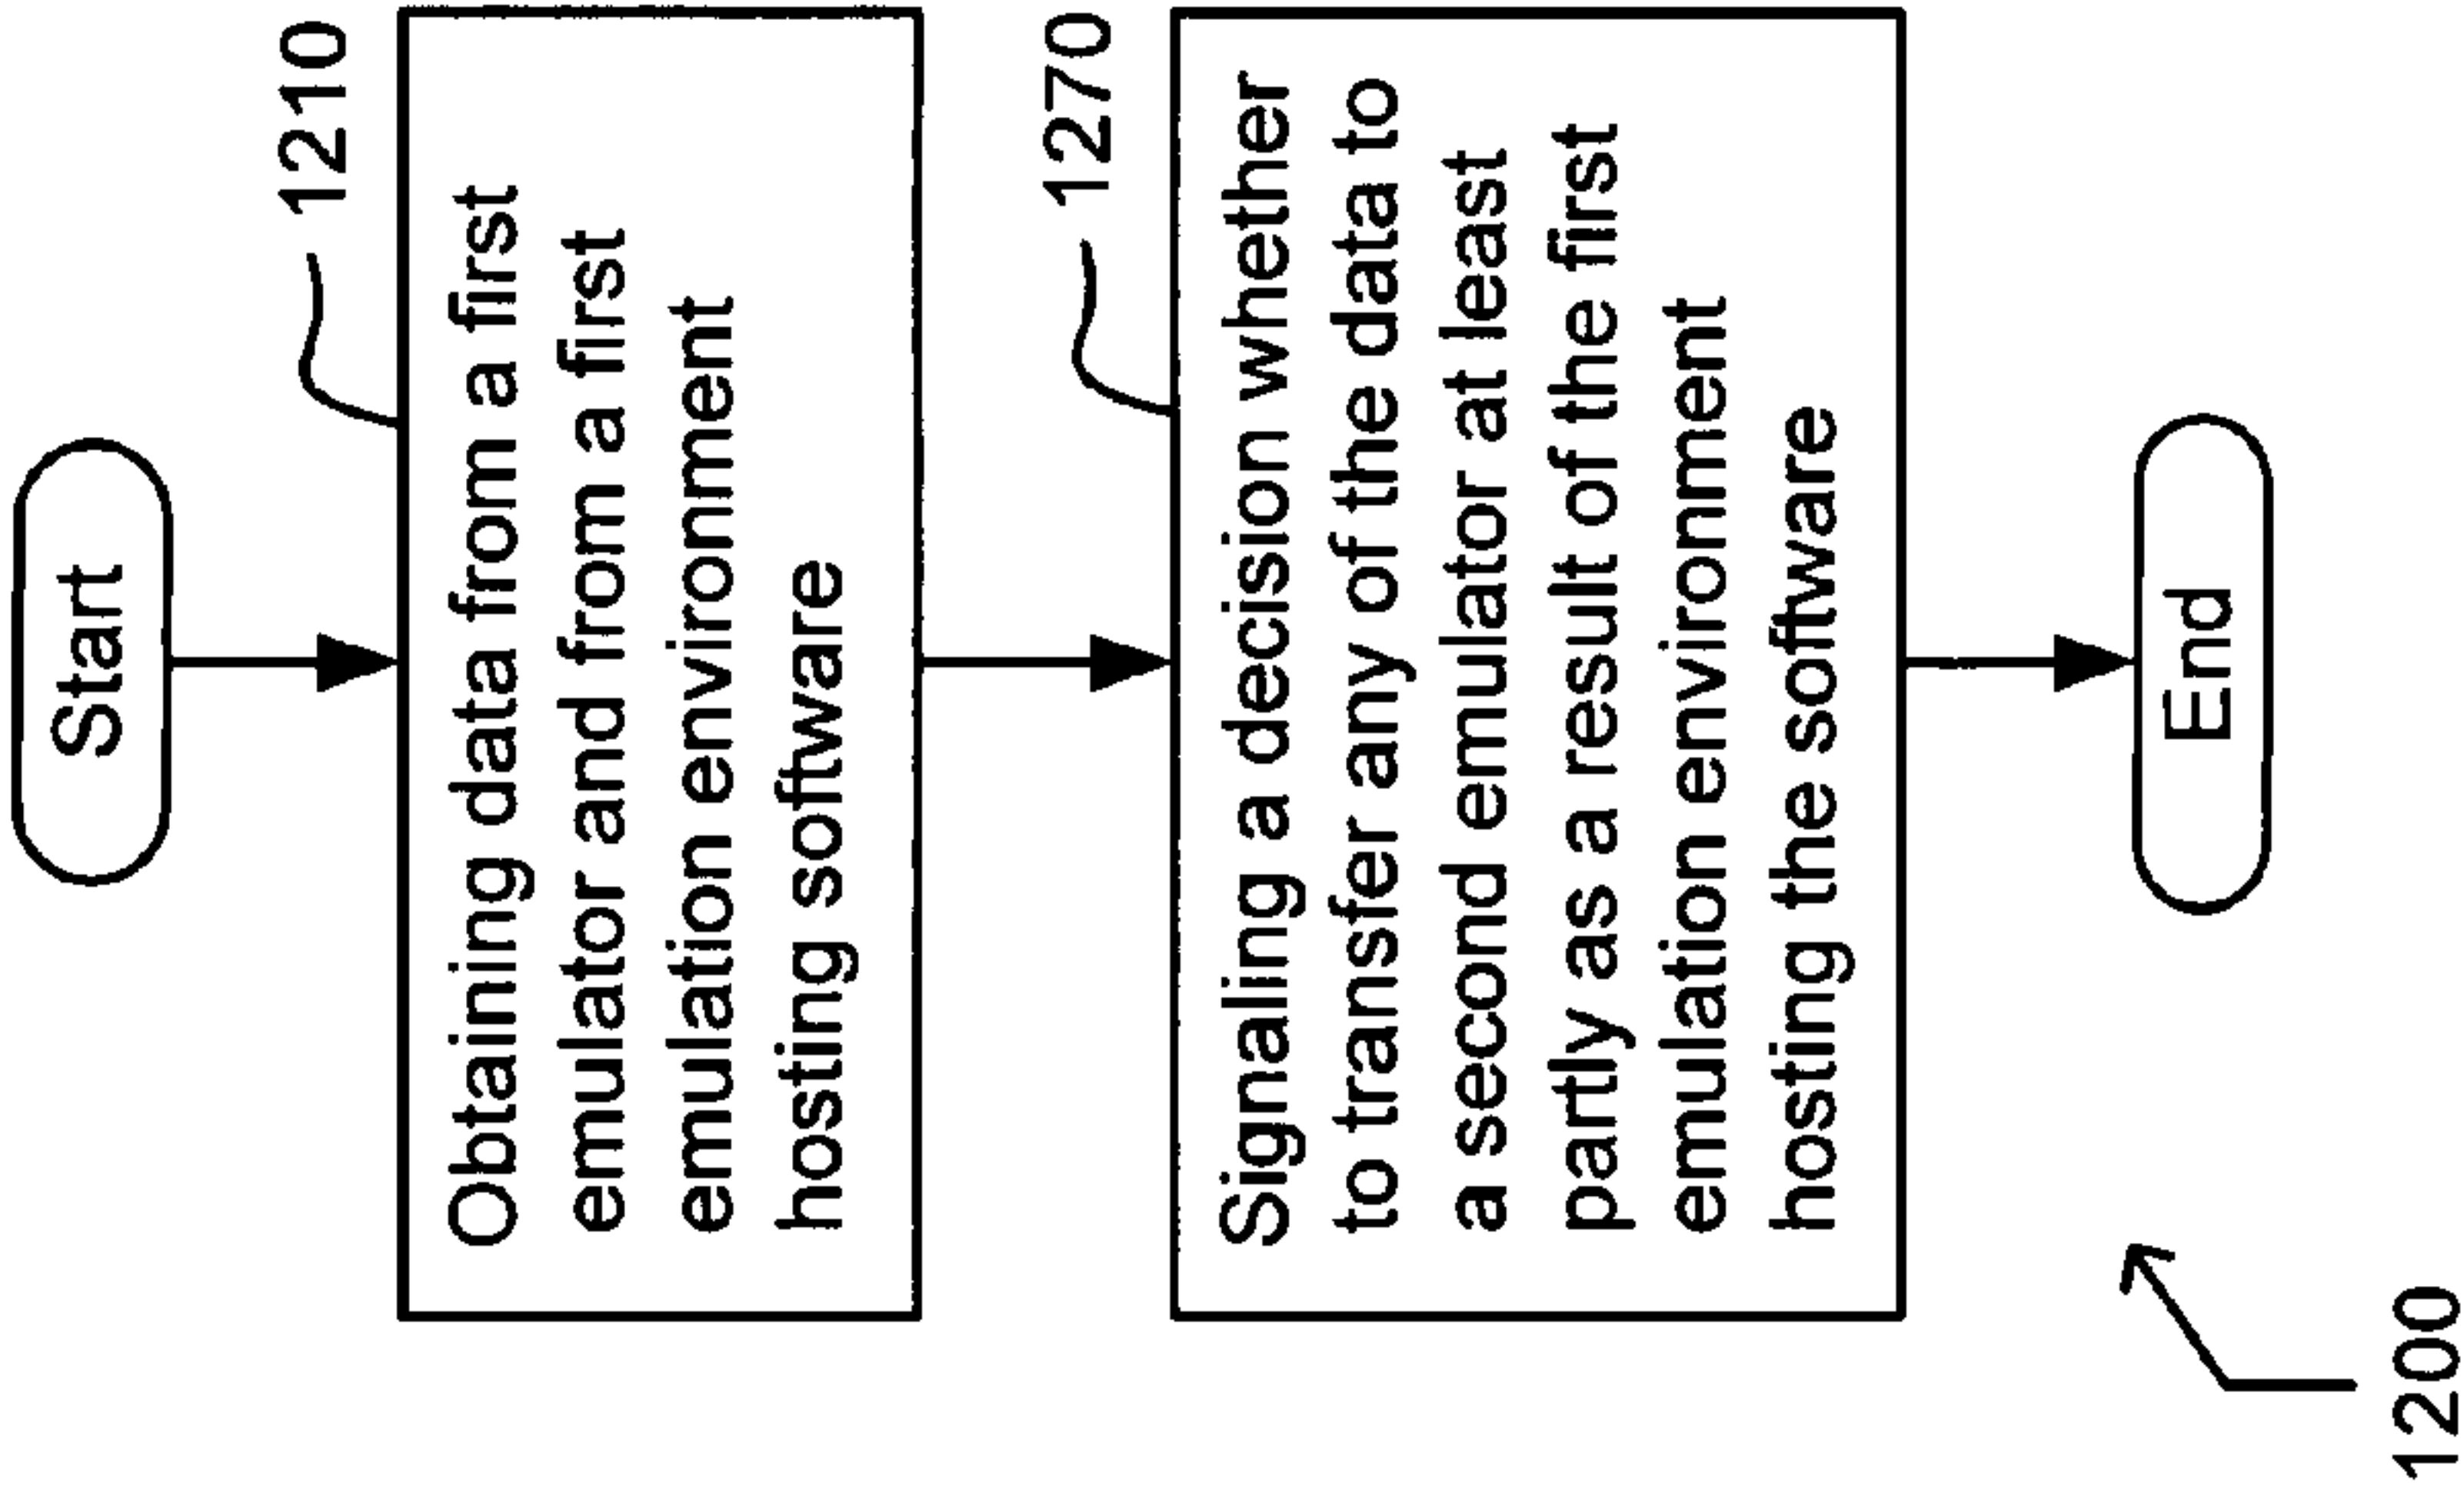 Start
1210
Obtaining data from a first
emulator and from a first
emulation environment
hosting software
1270
Signaling a decision whether
to transfer any of the data to
a second emulator at least
partly as a result of the first
emulation environment
hosting the software
End
1200